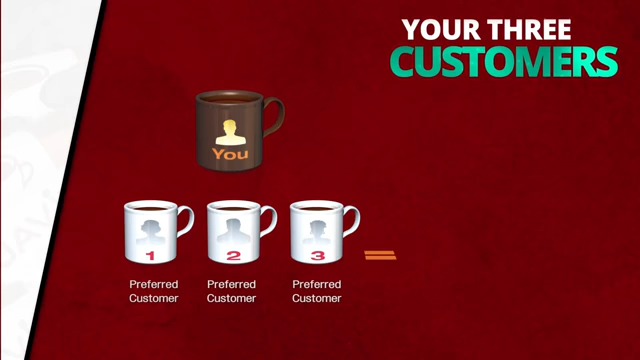 YOUR THREE
CUSTOMERS
You
1 2 3 =
Preferred Customer
Preferred Customer
Preferred Customer